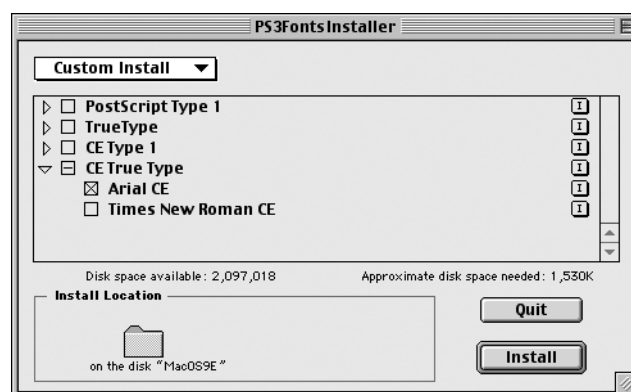 PS3FontsInstaller
Custom Install
PostScript Type 1
I
TrueType
I
CE Type 1
I
CE True Type
I
Arial CE
I
Times New Roman CE
I
Disk space available: 2,097,018 Approximate disk space needed: 1,530K
Install Location
on the disk “MacOS9E”
Quit
Install